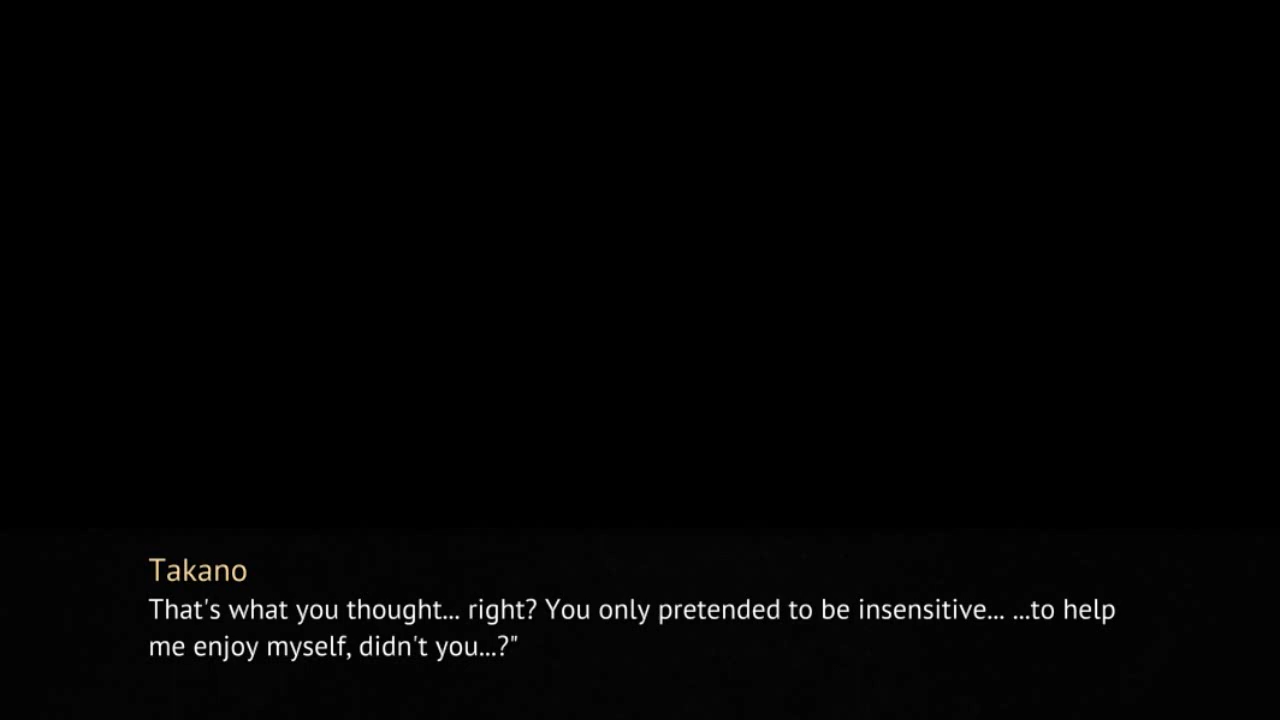 Takano
That's what you thought... right? You only pretended to be insensitive... ...to help
me enjoy myself, didn't you...?"